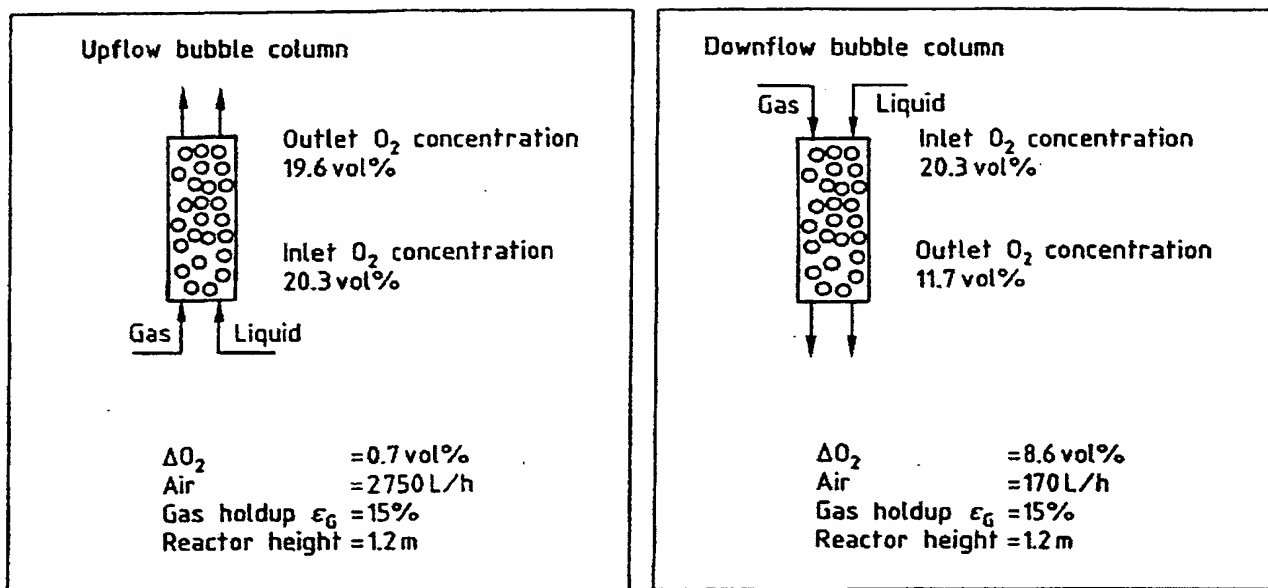 Upflow bubble column
Outlet O₂ concentration
19.6 vol%
Inlet O₂ concentration
20.3 vol%
Gas Liquid
ΔO₂ =0.7 vol%
Air =2750 L/h
Gas holdup εG =15%
Reactor height =1.2 m
Downflow bubble column
Gas Liquid
Inlet O₂ concentration
20.3 vol%
Outlet O₂ concentration
11.7 vol%
ΔO₂ =8.6 vol%
Air =170 L/h
Gas holdup εG =15%
Reactor height =1.2 m